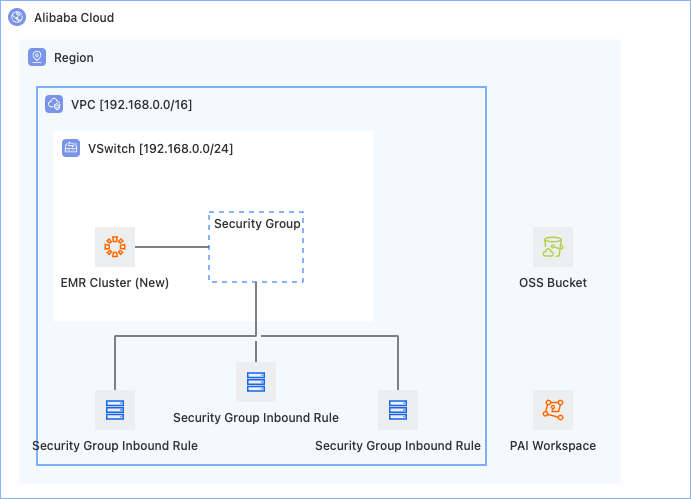 Alibaba Cloud
Region
VPC [192.168.0.0/16]
VSwitch [192.168.0.0/24]
Security Group
EMR Cluster (New)
OSS Bucket
Security Group Inbound Rule
Security Group Inbound Rule
Security Group Inbound Rule
PAI Workspace